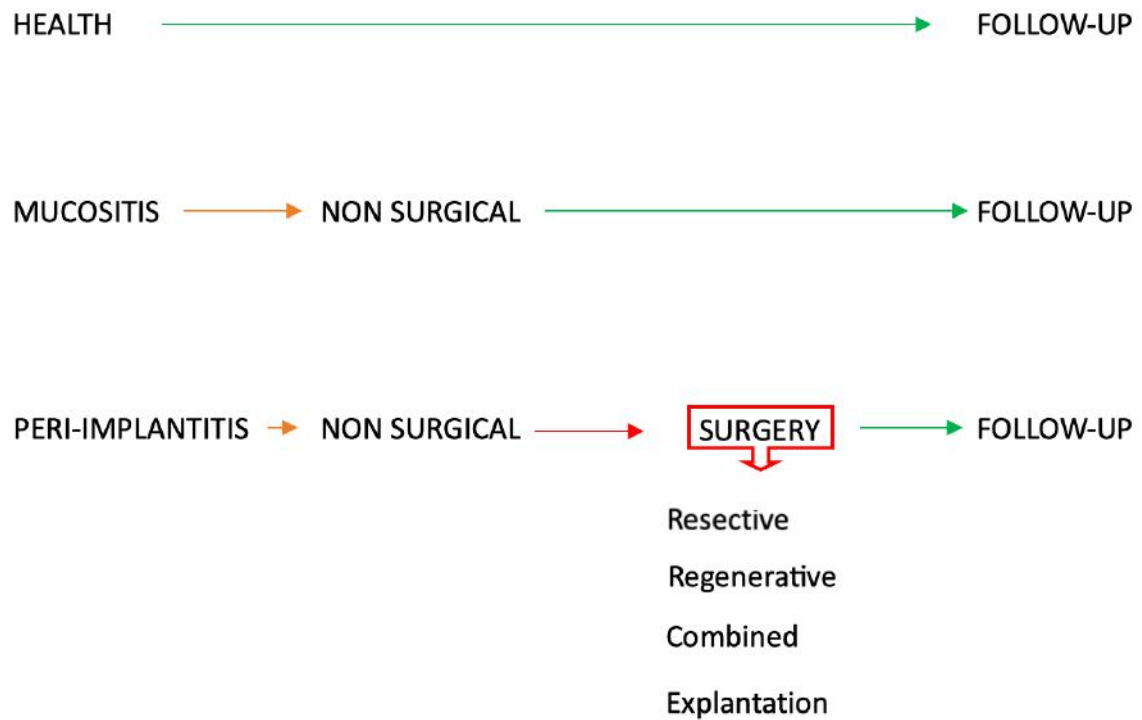 HEALTH FOLLOW-UP
MUCOSITIS NON SURGICAL FOLLOW-UP
PERI-IMPLANTITIS NON SURGICAL SURGERY FOLLOW-UP
Resective
Regenerative
Combined
Explantation